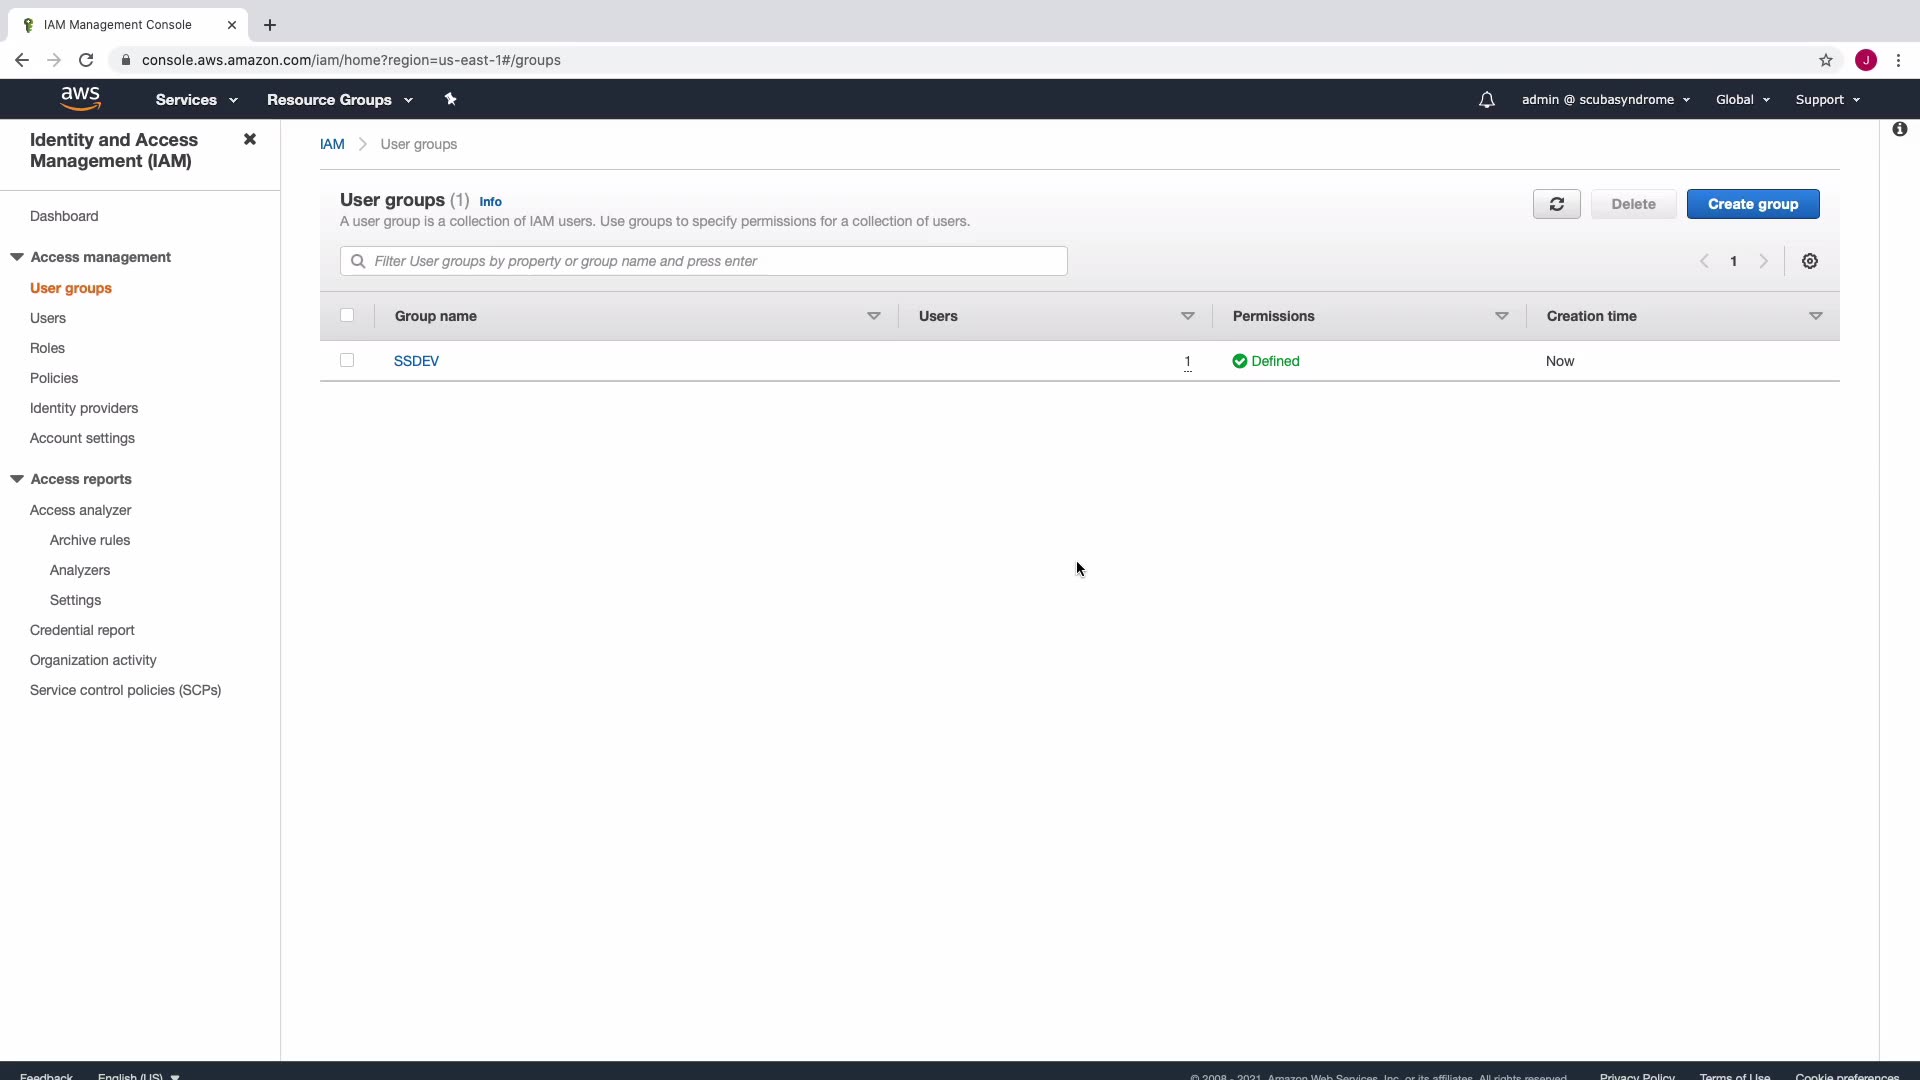 IAM Management Console
console.aws.amazon.com/iam/home?region=us-east-1#/groups
J
aws
Services
Resource Groups
admin @ scubasyndrome
Global
Support
Identity and Access
Management (IAM)
Dashboard
Access management
User groups
Users
Roles
Policies
Identity providers
Account settings
Access reports
Access analyzer
Archive rules
Analyzers
Settings
Credential report
Organization activity
Service control policies (SCPs)
IAM > User groups
User groups (1) Info
A user group is a collection of IAM users. Use groups to specify permissions for a collection of users.
Delete
Create group
Filter User groups by property or group name and press enter
1
Group name Users Permissions Creation time
SSDEV 1 Defined Now
Feedback English (US) © 2008 - 2021, Amazon Web Services, Inc. or its affiliates. All rights reserved. Privacy Policy Terms of Use Cookie preferences